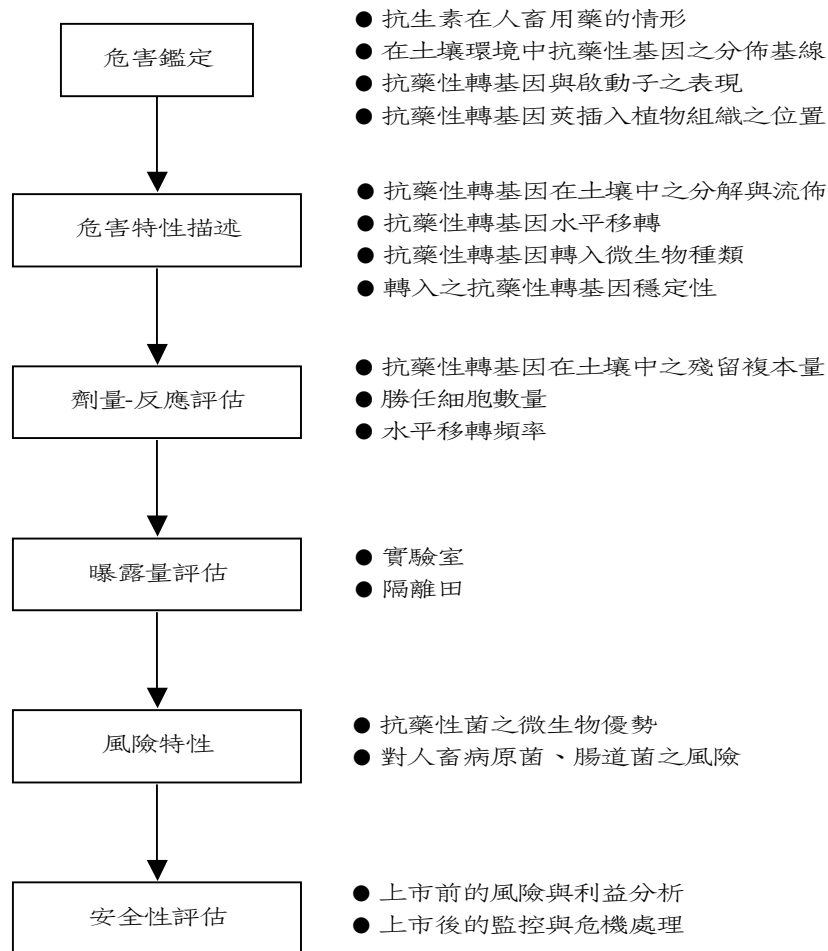 危害鑑定
● 抗生素在人畜用藥的情形
● 在土壤環境中抗藥性基因之分佈基線
● 抗藥性轉基因與啟動子之表現
● 抗藥性轉基因莢插入植物組織之位置
危害特性描述
● 抗藥性轉基因在土壤中之分解與流佈
● 抗藥性轉基因水平移轉
● 抗藥性轉基因轉入微生物種類
● 轉入之抗藥性轉基因穩定性
劑量-反應評估
● 抗藥性轉基因在土壤中之殘留複本量
● 勝任細胞數量
● 水平移轉頻率
曝露量評估
● 實驗室
● 隔離田
風險特性
● 抗藥性菌之微生物優勢
● 對人畜病原菌、腸道菌之風險
安全性評估
● 上市前的風險與利益分析
● 上市後的監控與危機處理